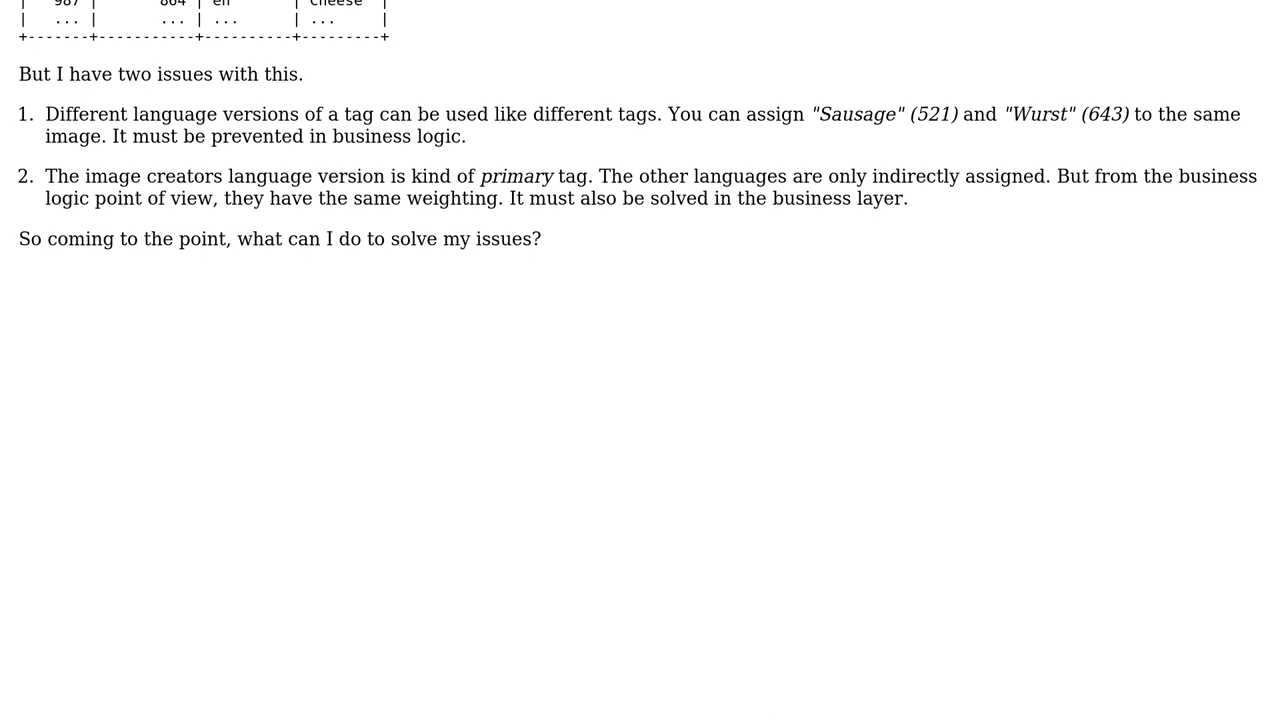 |   987 |       864 | en       | Cheese  |
|   ... |       ... | ...      | ...     |
+-------+-----------+----------+---------+
But I have two issues with this.
1. Different language versions of a tag can be used like different tags. You can assign "Sausage" (521) and "Wurst" (643) to the same
image. It must be prevented in business logic.
2. The image creators language version is kind of primary tag. The other languages are only indirectly assigned. But from the business
logic point of view, they have the same weighting. It must also be solved in the business layer.
So coming to the point, what can I do to solve my issues?